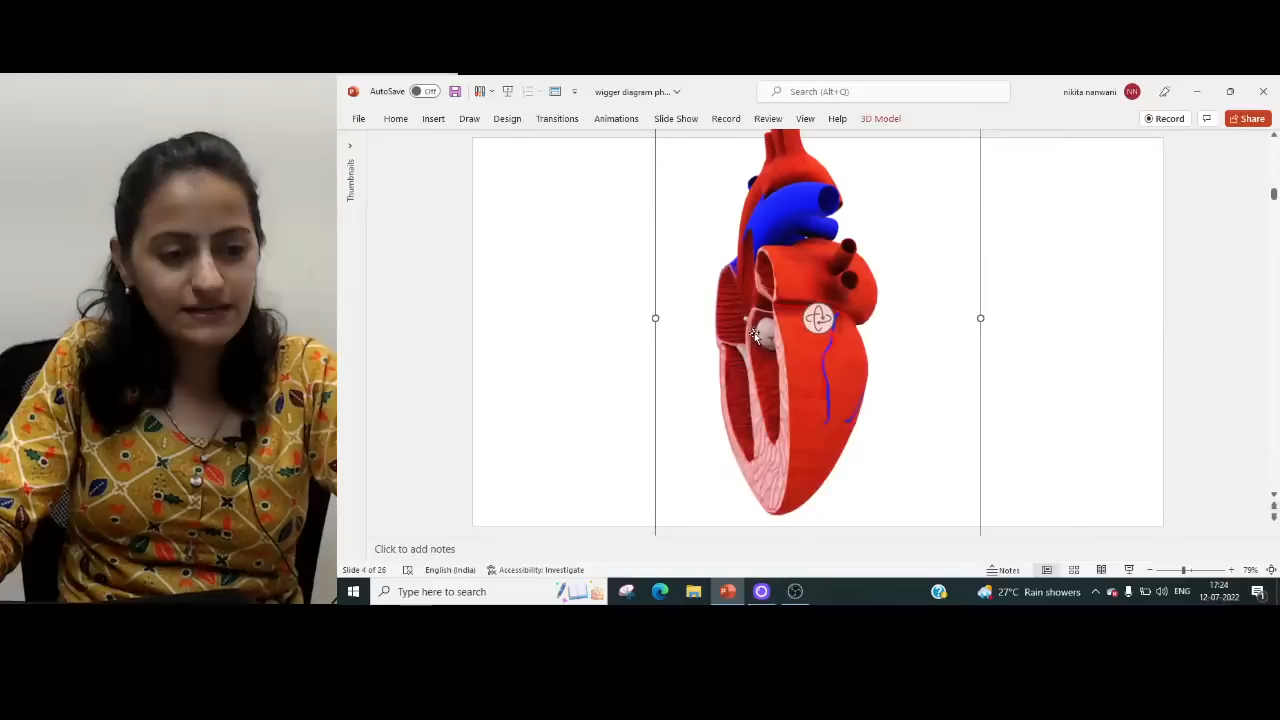 AutoSave Off
wigger diagram ph...
Search (Alt+Q)
nikita nanwani NN
File Home Insert Draw Design Transitions Animations Slide Show Record Review View Help 3D Model
Record Share
Thumbnails
Click to add notes
Slide 4 of 26 English (India) Accessibility: Investigate Notes 79%
Type here to search
27°C Rain showers
ENG
17:24
12-07-2022